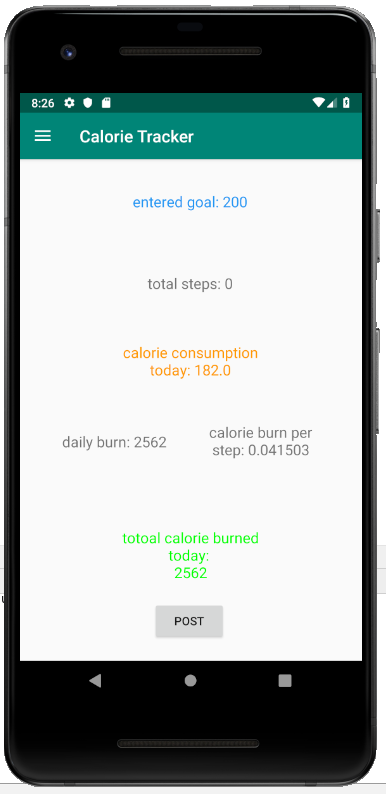 8:26
Calorie Tracker
entered goal: 200
total steps: 0
calorie consumption
today: 182.0
daily burn: 2562
calorie burn per
step: 0.041503
totoal calorie burned
today:
2562
POST